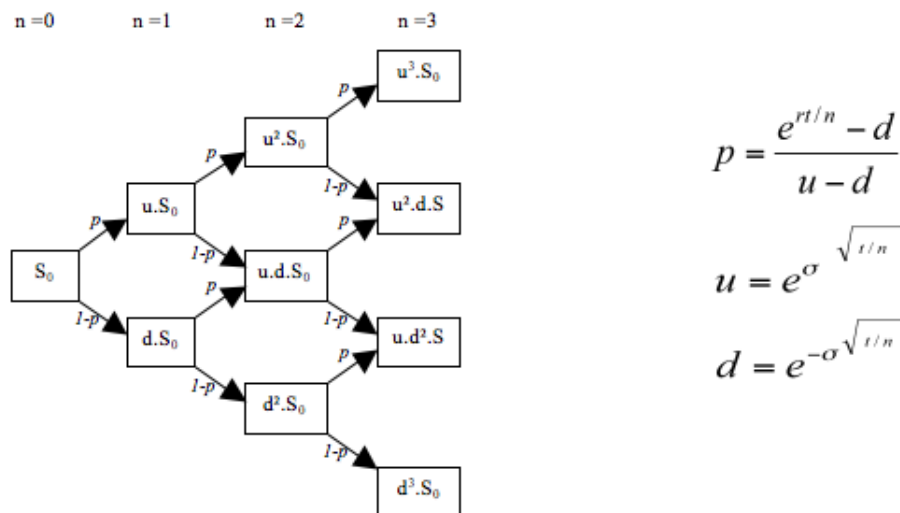 n =0 n =1 n =2 n =3
u³.S₀
p
u².S₀
p 1-p
u.S₀ u².d.S
p p
S₀ 1-p u.d.S₀
1-p p 1-p
d.S₀ u.d².S
1-p p
d².S₀
1-p
d³.S₀
p = (e^{rt/n} − d) / (u − d)
u = e^{σ √(t/n)}
d = e^{−σ √(t/n)}